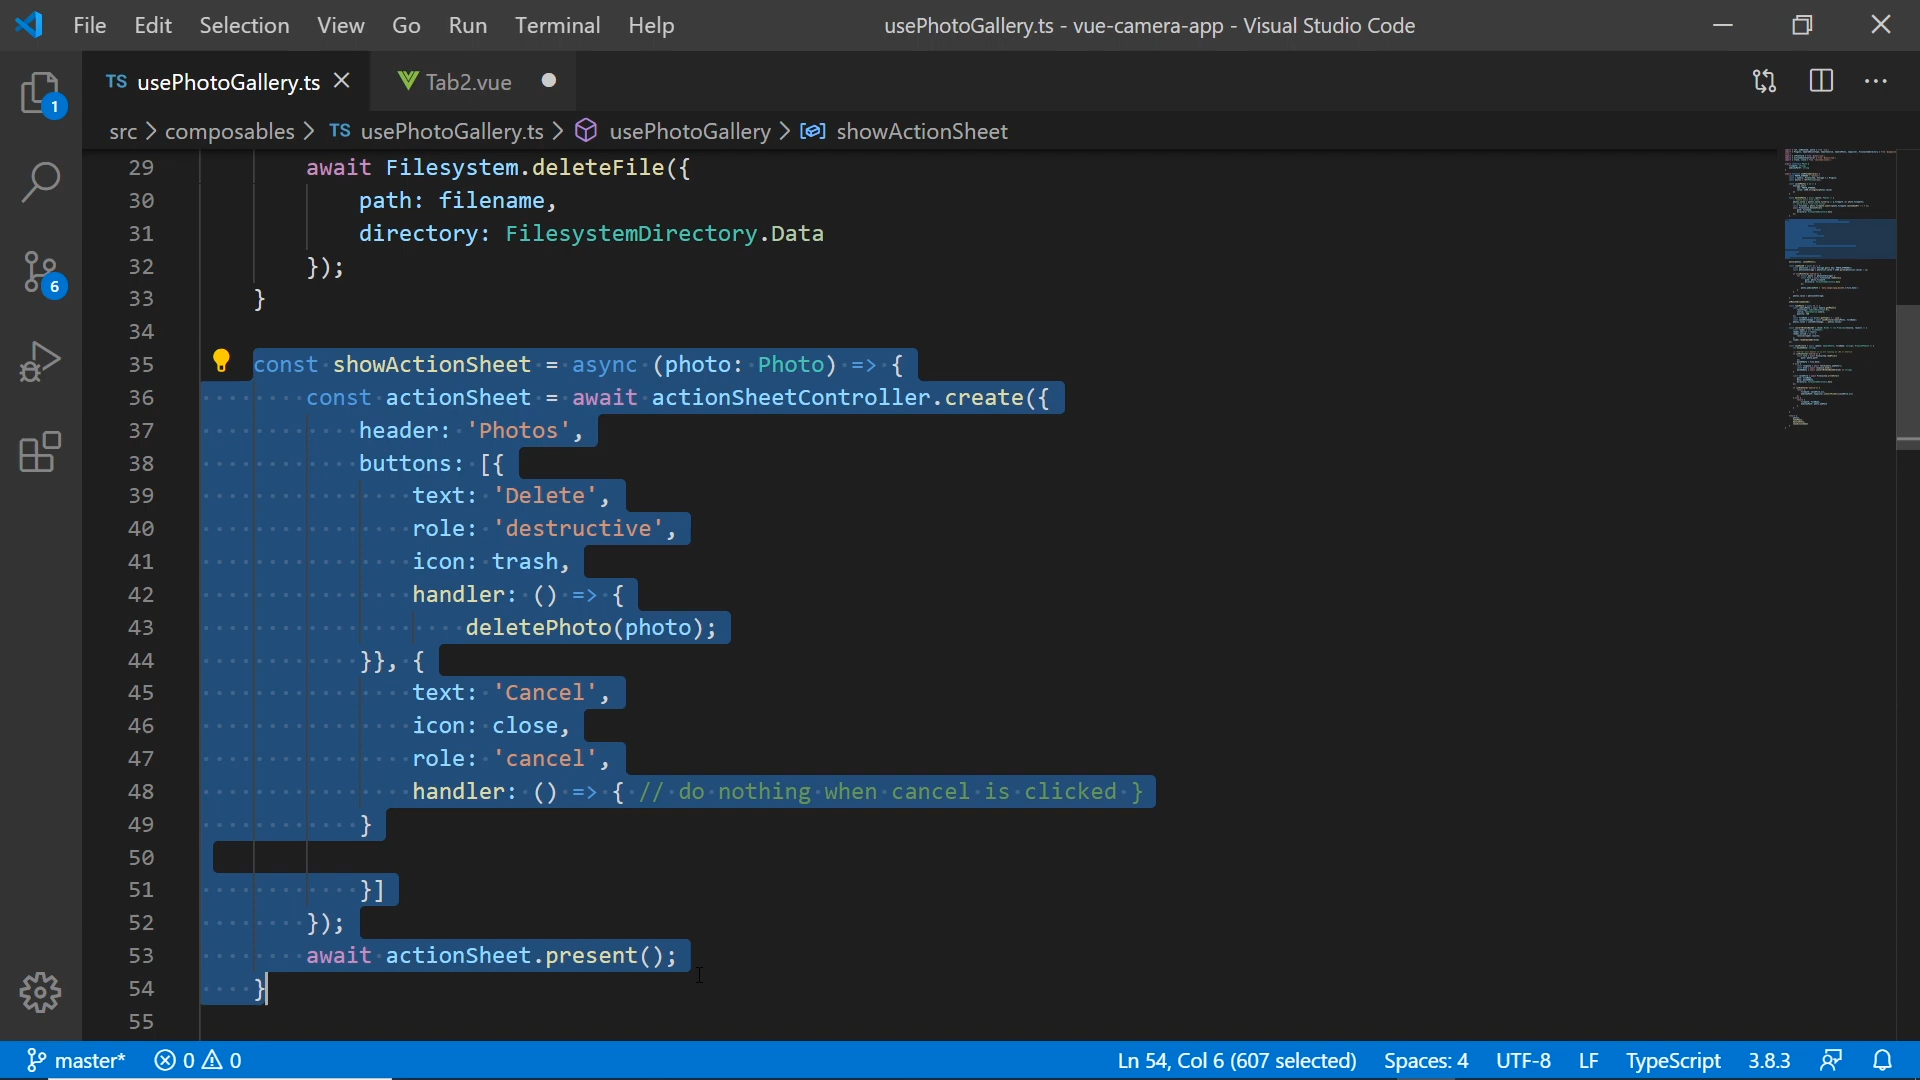 File Edit Selection View Go Run Terminal Help usePhotoGallery.ts - vue-camera-app - Visual Studio Code
TS usePhotoGallery.ts Tab2.vue
src > composables > TS usePhotoGallery.ts > usePhotoGallery > showActionSheet
1
6
29 await Filesystem.deleteFile({
30 path: filename,
31 directory: FilesystemDirectory.Data
32 });
33 }
34
35 const showActionSheet = async (photo: Photo) => {
36 const actionSheet = await actionSheetController.create({
37 header: 'Photos',
38 buttons: [{
39 text: 'Delete',
40 role: 'destructive',
41 icon: trash,
42 handler: () => {
43 deletePhoto(photo);
44 }}, {
45 text: 'Cancel',
46 icon: close,
47 role: 'cancel',
48 handler: () => { // do nothing when cancel is clicked }
49 }
50
51 }]
52 });
53 await actionSheet.present();
54 }
55
master* 0 0 Ln 54, Col 6 (607 selected) Spaces: 4 UTF-8 LF TypeScript 3.8.3